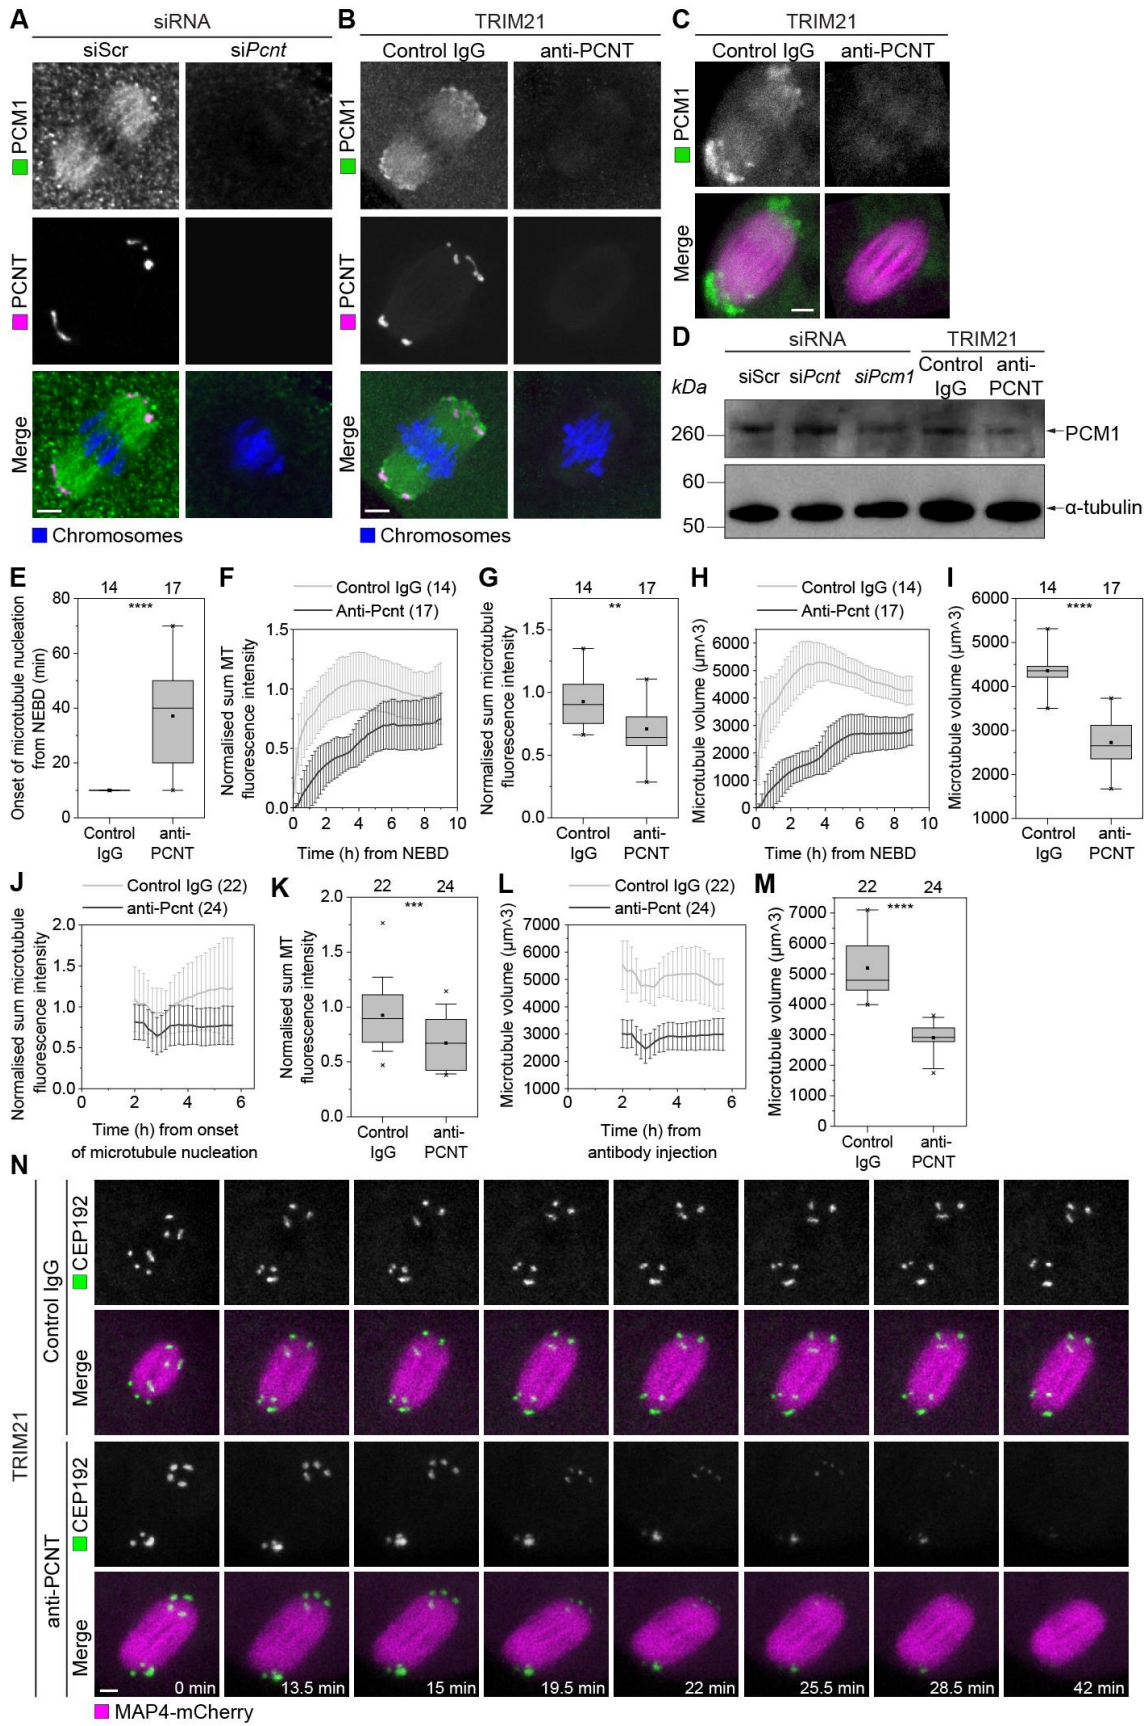 A
siRNA
siScr
siPcnt
PCM1
PCNT
Merge
Chromosomes
B
TRIM21
Control IgG
anti-PCNT
PCM1
PCNT
Merge
Chromosomes
C
TRIM21
Control IgG
anti-PCNT
PCM1
Merge
D
siRNA
TRIM21
kDa
siScr
siPcnt
siPcm1
Control
IgG
anti-
PCNT
260
PCM1
60
50
α-tubulin
E
14
17
****
Onset of microtubule nucleation
from NEBD (min)
80
60
40
20
0
Control
IgG
anti-
PCNT
F
Control IgG (14)
Anti-Pcnt (17)
Normalised sum MT
fluorescence intensity
1.5
1.0
0.5
0.0
0 2 4 6 8 10
Time (h) from NEBD
G
14
17
**
Normalised sum microtubule
fluorescence intensity
1.5
1.0
0.5
0.0
Control
IgG
anti-
PCNT
H
Control IgG (14)
Anti-Pcnt (17)
Microtubule volume (µm^3)
6000
5000
4000
3000
2000
1000
0
0 2 4 6 8 10
Time (h) from NEBD
I
14
17
****
Microtubule volume (µm^3)
6000
5000
4000
3000
2000
1000
Control
IgG
anti-
PCNT
J
Control IgG (22)
anti-Pcnt (24)
Normalised sum microtubule
fluorescence intensity
2.0
1.5
1.0
0.5
0.0
0 2 4 6
Time (h) from onset
of microtubule nucleation
K
22
24
***
Normalised sum MT
fluorescence intensity
2.0
1.5
1.0
0.5
0.0
Control
IgG
anti-
PCNT
L
Control IgG (22)
anti-Pcnt (24)
Microtubule volume (µm^3)
7000
6000
5000
4000
3000
2000
1000
0 2 4 6
Time (h) from
antibody injection
M
22
24
****
Microtubule volume (µm^3)
7000
6000
5000
4000
3000
2000
1000
0
Control
IgG
anti-
PCNT
N
TRIM21
Control IgG
CEP192
Merge
anti-PCNT
CEP192
Merge
0 min
13.5 min
15 min
19.5 min
22 min
25.5 min
28.5 min
42 min
MAP4-mCherry